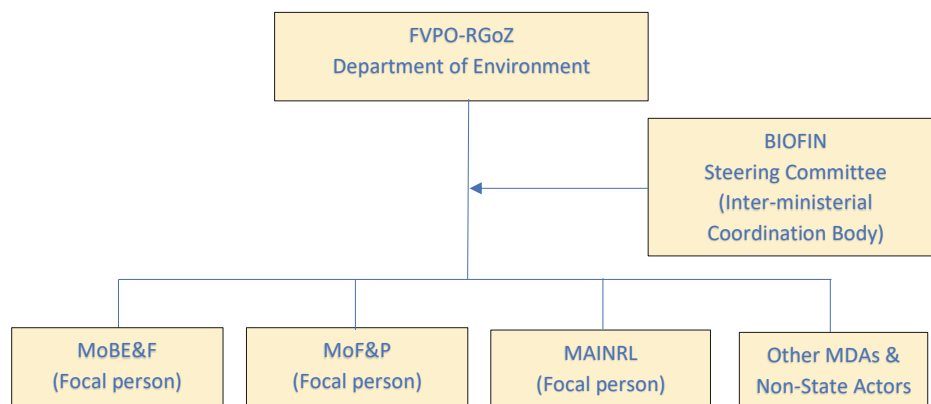 FVPO-RGoZ
Department of Environment
BIOFIN
Steering Committee
(Inter-ministerial
Coordination Body)
MoBE&F
(Focal person)
MoF&P
(Focal person)
MAINRL
(Focal person)
Other MDAs &
Non-State Actors